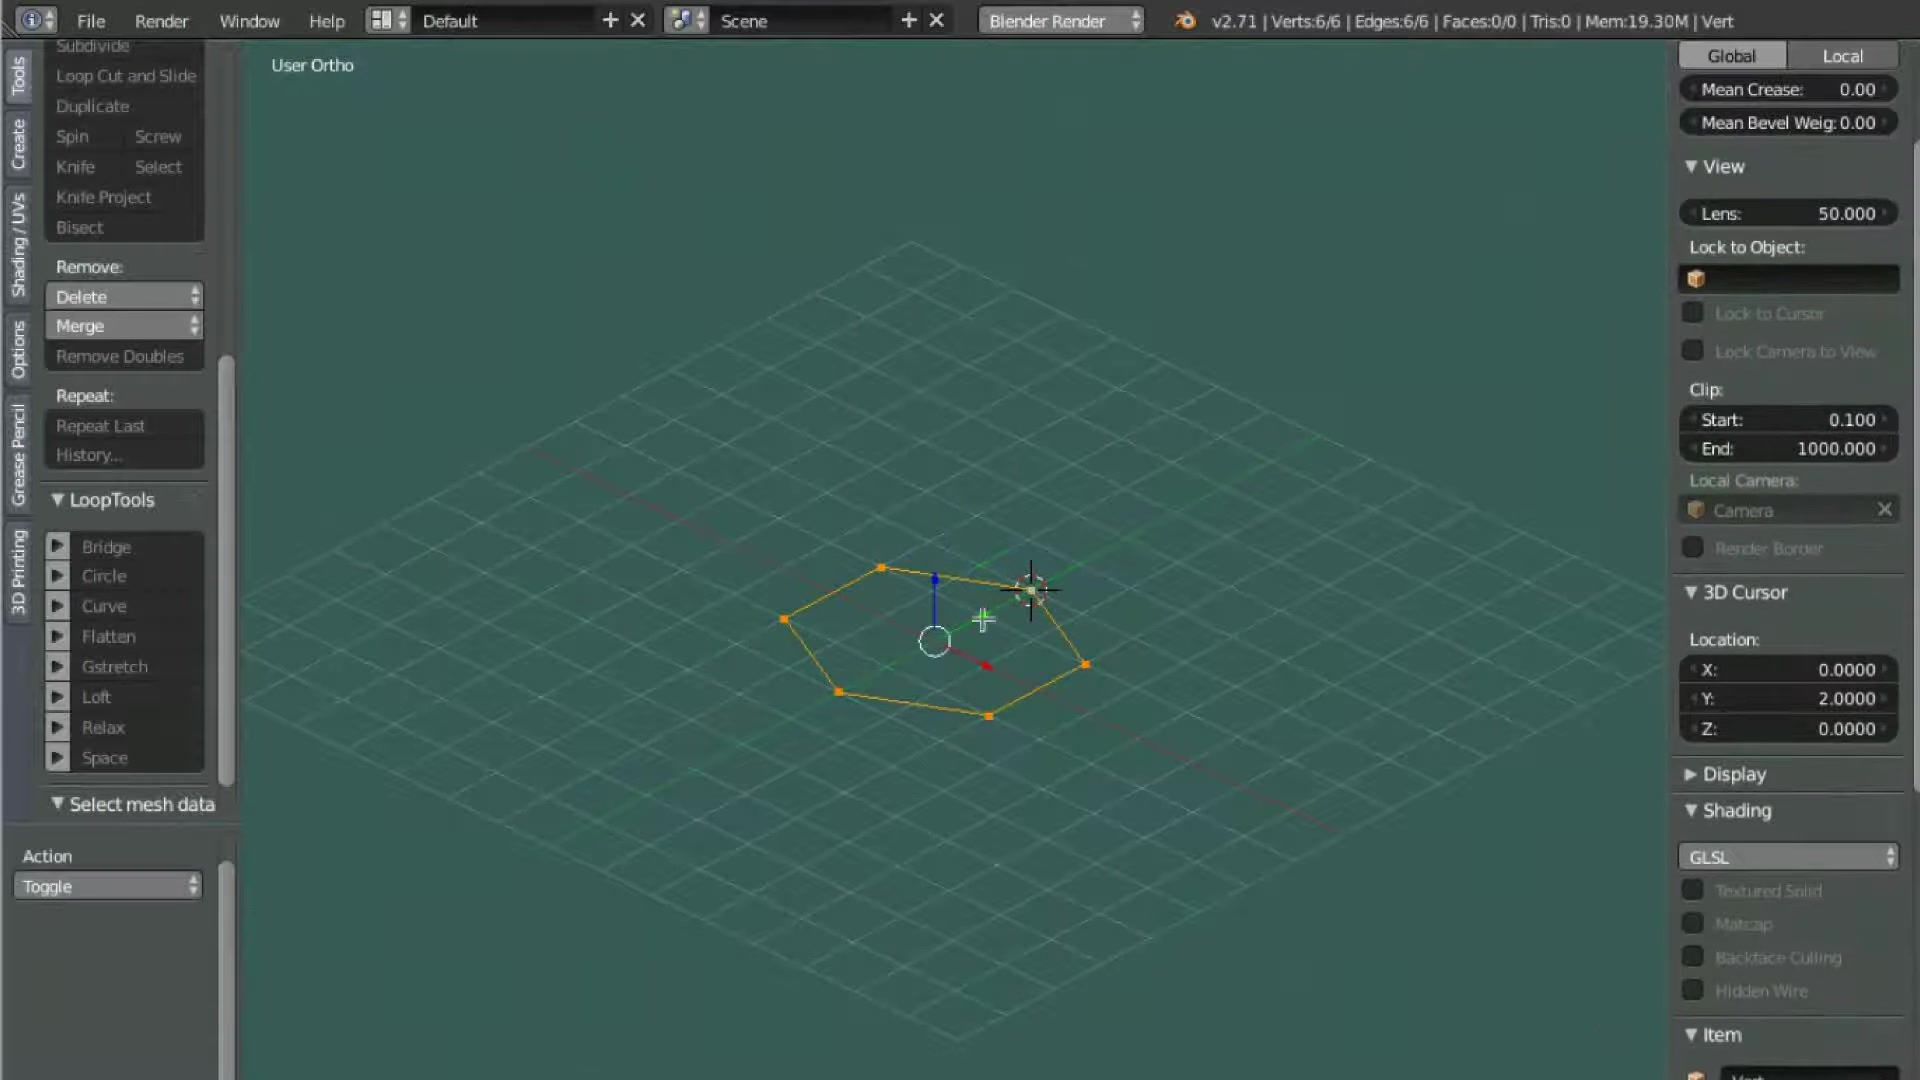 File Render Window Help Default Scene Blender Render v2.71 | Verts:6/6 | Edges:6/6 | Faces:0/0 | Tris:0 | Mem:19.30M | Vert
User Ortho
Tools
Create
Shading / UVs
Options
Grease Pencil
3D Printing
Subdivide
Loop Cut and Slide
Duplicate
Spin Screw
Knife Select
Knife Project
Bisect
Remove:
Delete
Merge
Remove Doubles
Repeat:
Repeat Last
History...
LoopTools
Bridge
Circle
Curve
Flatten
Gstretch
Loft
Relax
Space
Select mesh data
Action
Toggle
Global Local
Mean Crease: 0.00
Mean Bevel Weig: 0.00
View
Lens: 50.000
Lock to Object:
Lock to Cursor
Lock Camera to View
Clip:
Start: 0.100
End: 1000.000
Local Camera:
Camera
Render Border
3D Cursor
Location:
X: 0.0000
Y: 2.0000
Z: 0.0000
Display
Shading
GLSL
Textured Solid
Matcap
Backface Culling
Hidden Wire
Item